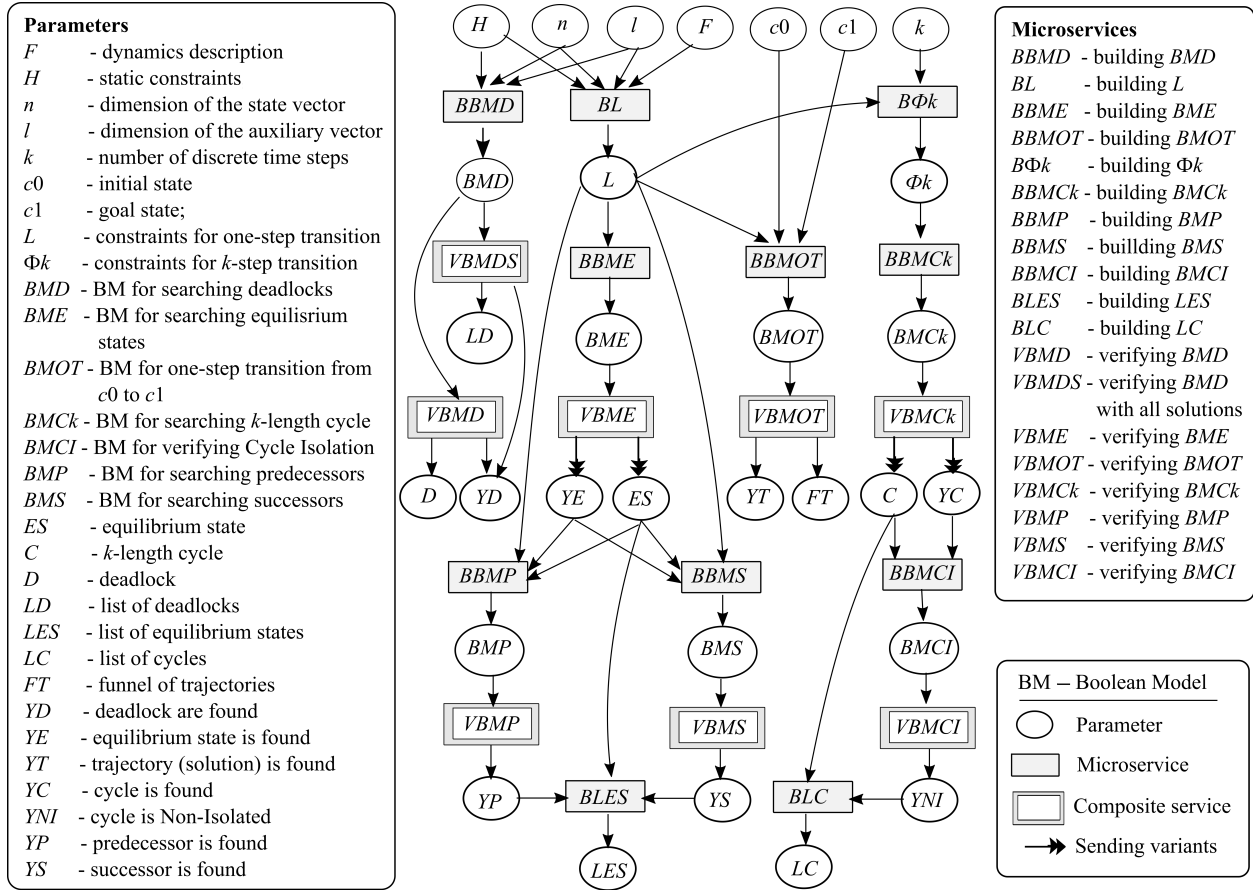 Parameters
F - dynamics description
H - static constraints
n - dimension of the state vector
l - dimension of the auxiliary vector
k - number of discrete time steps
c0 - initial state
c1 - goal state;
L - constraints for one-step transition
Φk - constraints for k-step transition
BMD - BM for searching deadlocks
BME - BM for searching equilisrium
states
BMOT - BM for one-step transition from
c0 to c1
BMCk - BM for searching k-length cycle
BMCI - BM for verifying Cycle Isolation
BMP - BM for searching predecessors
BMS - BM for searching successors
ES - equilibrium state
C - k-length cycle
D - deadlock
LD - list of deadlocks
LES - list of equilibrium states
LC - list of cycles
FT - funnel of trajectories
YD - deadlock are found
YE - equilibrium state is found
YT - trajectory (solution) is found
YC - cycle is found
YNI - cycle is Non-Isolated
YP - predecessor is found
YS - successor is found
H n l F c0 c1 k
BBMD BL BΦk
BMD L Φk
VBMDS BBME BBMOT BBMCk
LD BME BMOT BMCk
VBMD VBME VBMOT VBMCk
D YD YE ES YT FT C YC
BBMP BBMS BBMCI
BMP BMS BMCI
VBMP VBMS VBMCI
YP BLES YS BLC YNI
LES LC
Microservices
BBMD - building BMD
BL - building L
BBME - building BME
BBMOT - building BMOT
BΦk - building Φk
BBMCk - building BMCk
BBMP - building BMP
BBMS - buillding BMS
BBMCI - building BMCI
BLES - building LES
BLC - building LC
VBMD - verifying BMD
VBMDS - verifying BMD
with all solutions
VBME - verifying BME
VBMOT - verifying BMOT
VBMCk - verifying BMCk
VBMP - verifying BMP
VBMS - verifying BMS
VBMCI - verifying BMCI
BM – Boolean Model
Parameter
Microservice
Composite service
Sending variants